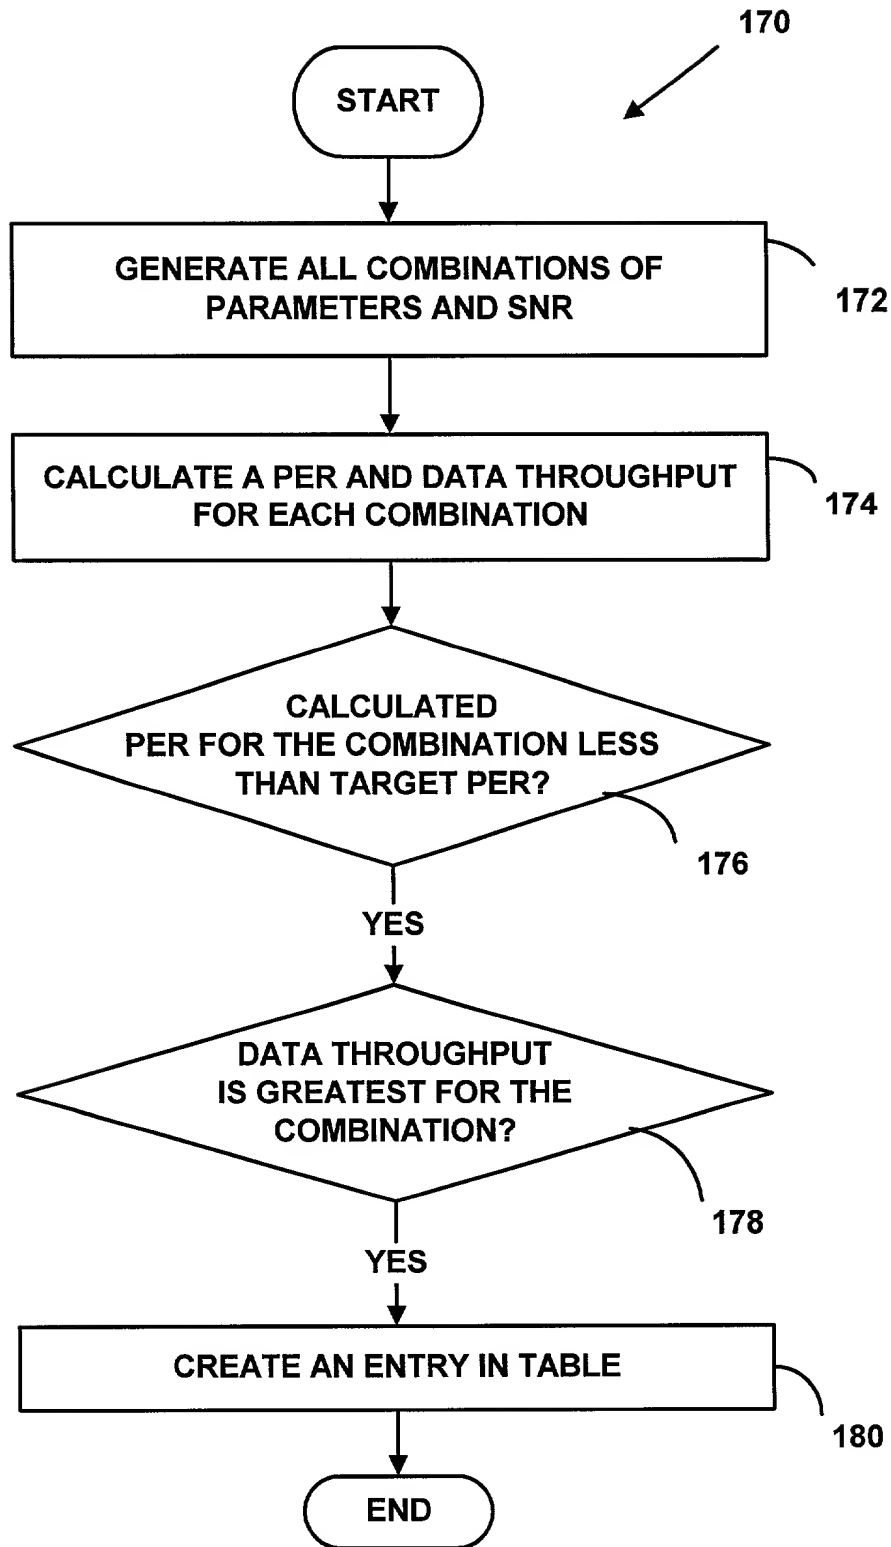 170
START
GENERATE ALL COMBINATIONS OF
PARAMETERS AND SNR
172
CALCULATE A PER AND DATA THROUGHPUT
FOR EACH COMBINATION
174
CALCULATED
PER FOR THE COMBINATION LESS
THAN TARGET PER?
176
YES
DATA THROUGHPUT
IS GREATEST FOR THE
COMBINATION?
178
YES
CREATE AN ENTRY IN TABLE
180
END